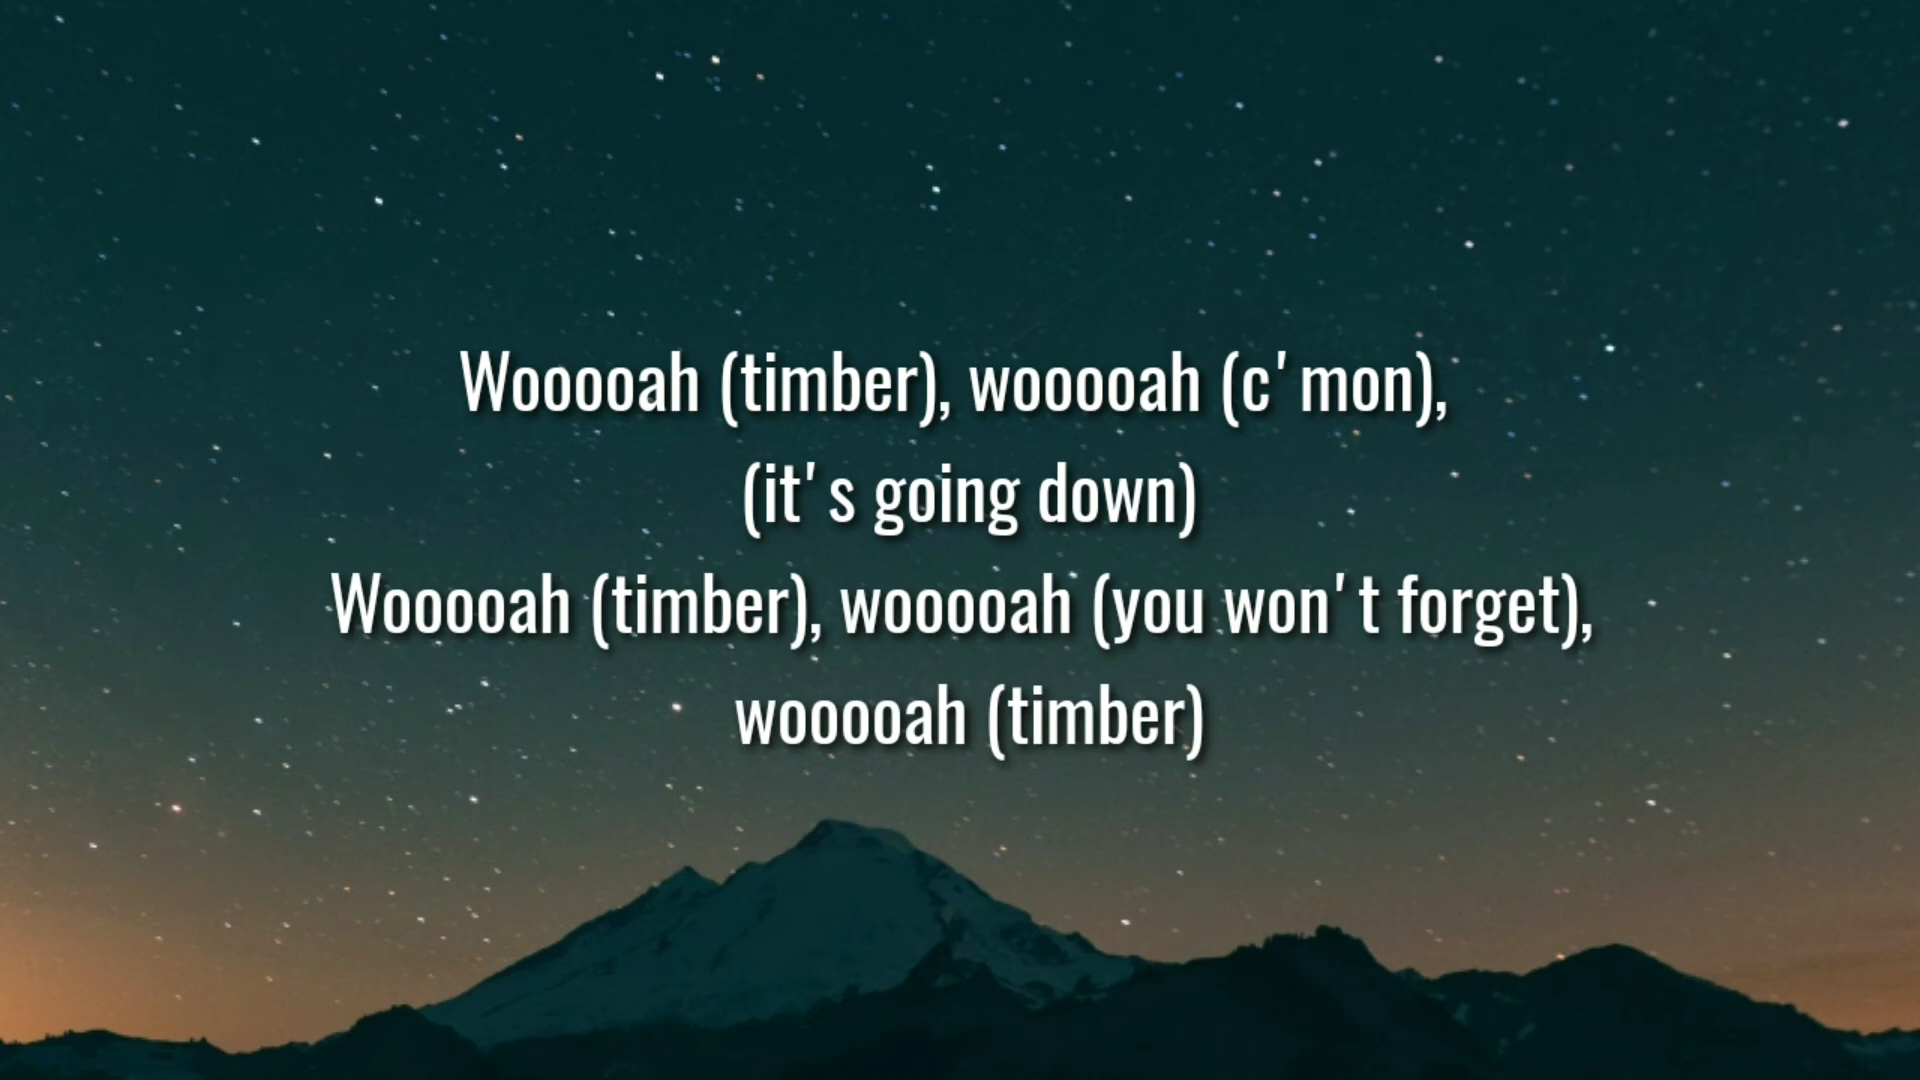 Wooooah (timber), wooooah (c'mon),
(it's going down)
Wooooah (timber), wooooah (you won't forget),
wooooah (timber)